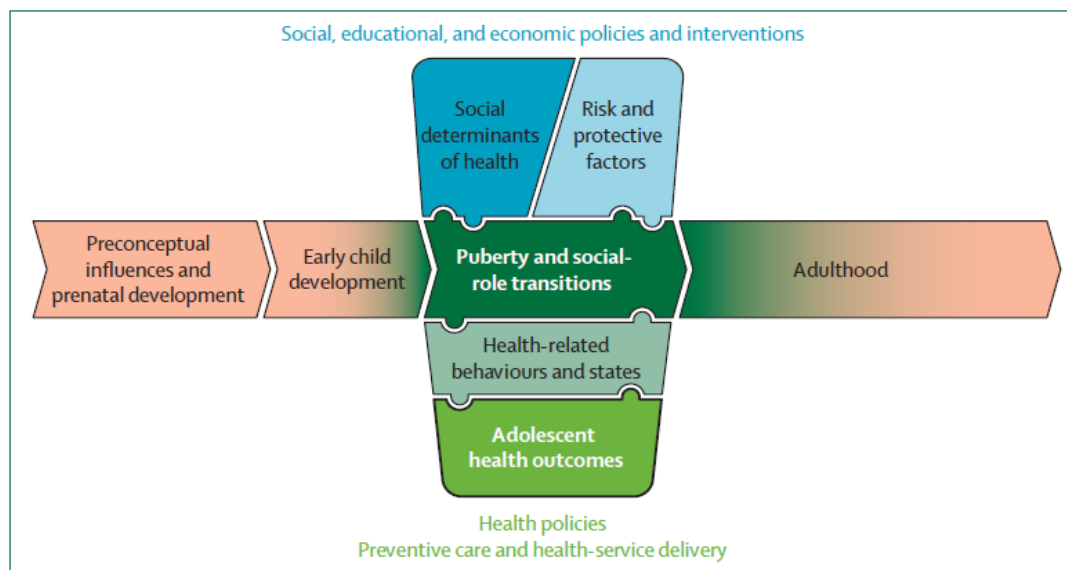 Social, educational, and economic policies and interventions
Social
determinants
of health
Risk and
protective
factors
Preconceptual
influences and
prenatal development
Early child
development
Puberty and social-
role transitions
Adulthood
Health-related
behaviours and states
Adolescent
health outcomes
Health policies
Preventive care and health-service delivery